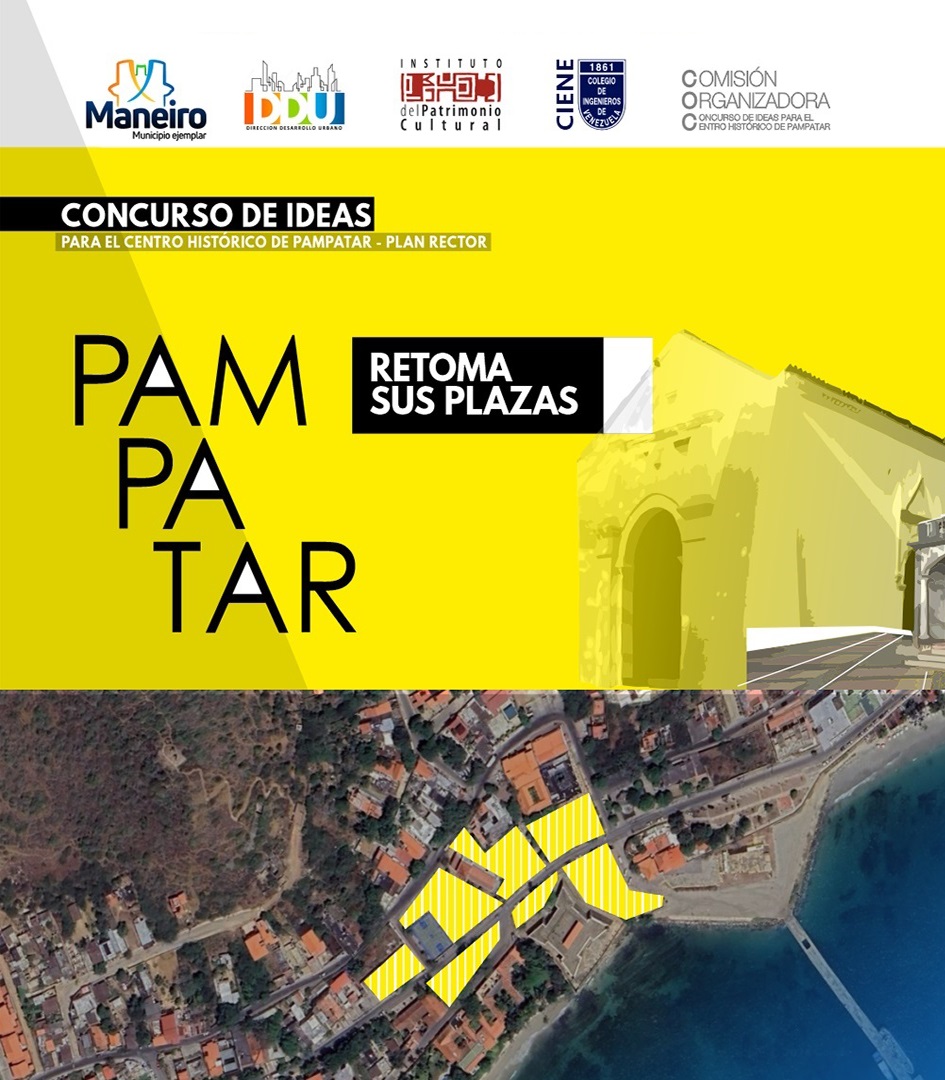 Maneiro
Municipio ejemplar
DDU
DIRECCION DESARROLLO URBANO
INSTITUTO
del Patrimonio
Cultural
CIENE
1861
COLEGIO
DE
INGENIEROS
DE
VENEZUELA
COMISIÓN
ORGANIZADORA
CONCURSO DE IDEAS PARA EL
CENTRO HISTÓRICO DE PAMPATAR
CONCURSO DE IDEAS
PARA EL CENTRO HISTÓRICO DE PAMPATAR - PLAN RECTOR
PAM
PA
TAR
RETOMA
SUS PLAZAS